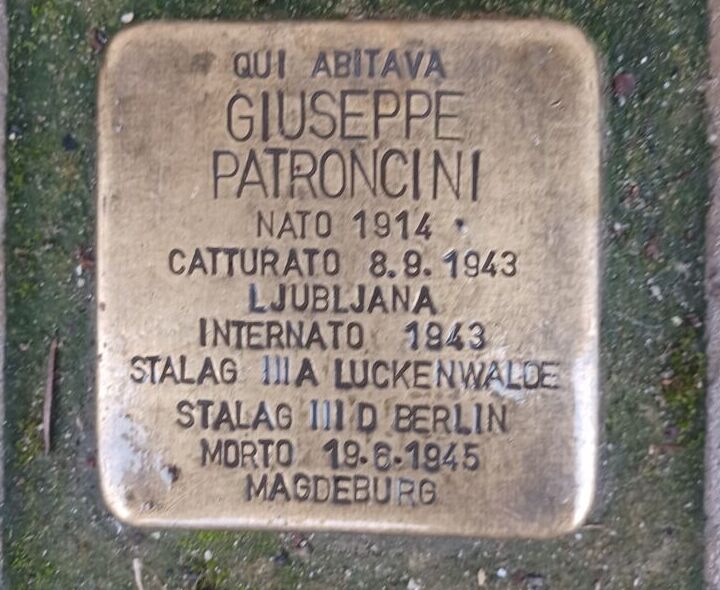 QUI ABITAVA
GIUSEPPE
PATRONCINI
NATO 1914
CATTURATO 8.9.1943
LJUBLJANA
INTERNATO 1943
STALAG III A LUCKENWALDE
STALAG III D BERLIN
MORTO 19.6.1945
MAGDEBURG